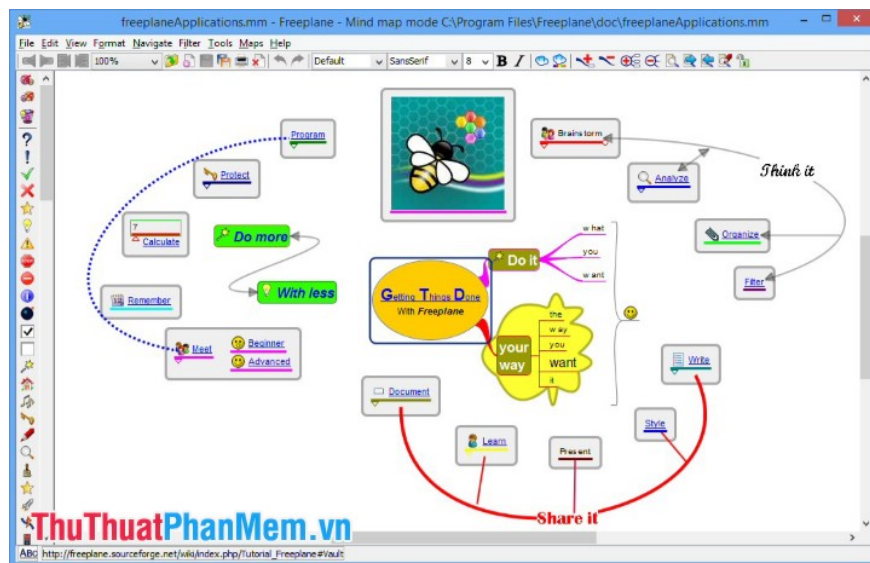 freeplaneApplications.mm - Freeplane - Mind map mode C:\Program Files\Freeplane\doc\freeplaneApplications.mm
File Edit View Format Navigate Filter Tools Maps Help
100% Default SansSerif 8 B I
Program
Protect
7
Calculate
Do more
With less
Remember
Meet
Beginner
Advanced
Brainstorm
Analyze
Think it
Organize
Filter
Getting Things Done
With Freeplane
Do it
what
you
want
your
way
the
way
you
want
it
Document
Learn
Present
Style
Write
Share it
ThuThuatPhanMem.vn
ABC http://freeplane.sourceforge.net/wiki/index.php/Tutorial_Freeplane#Vault